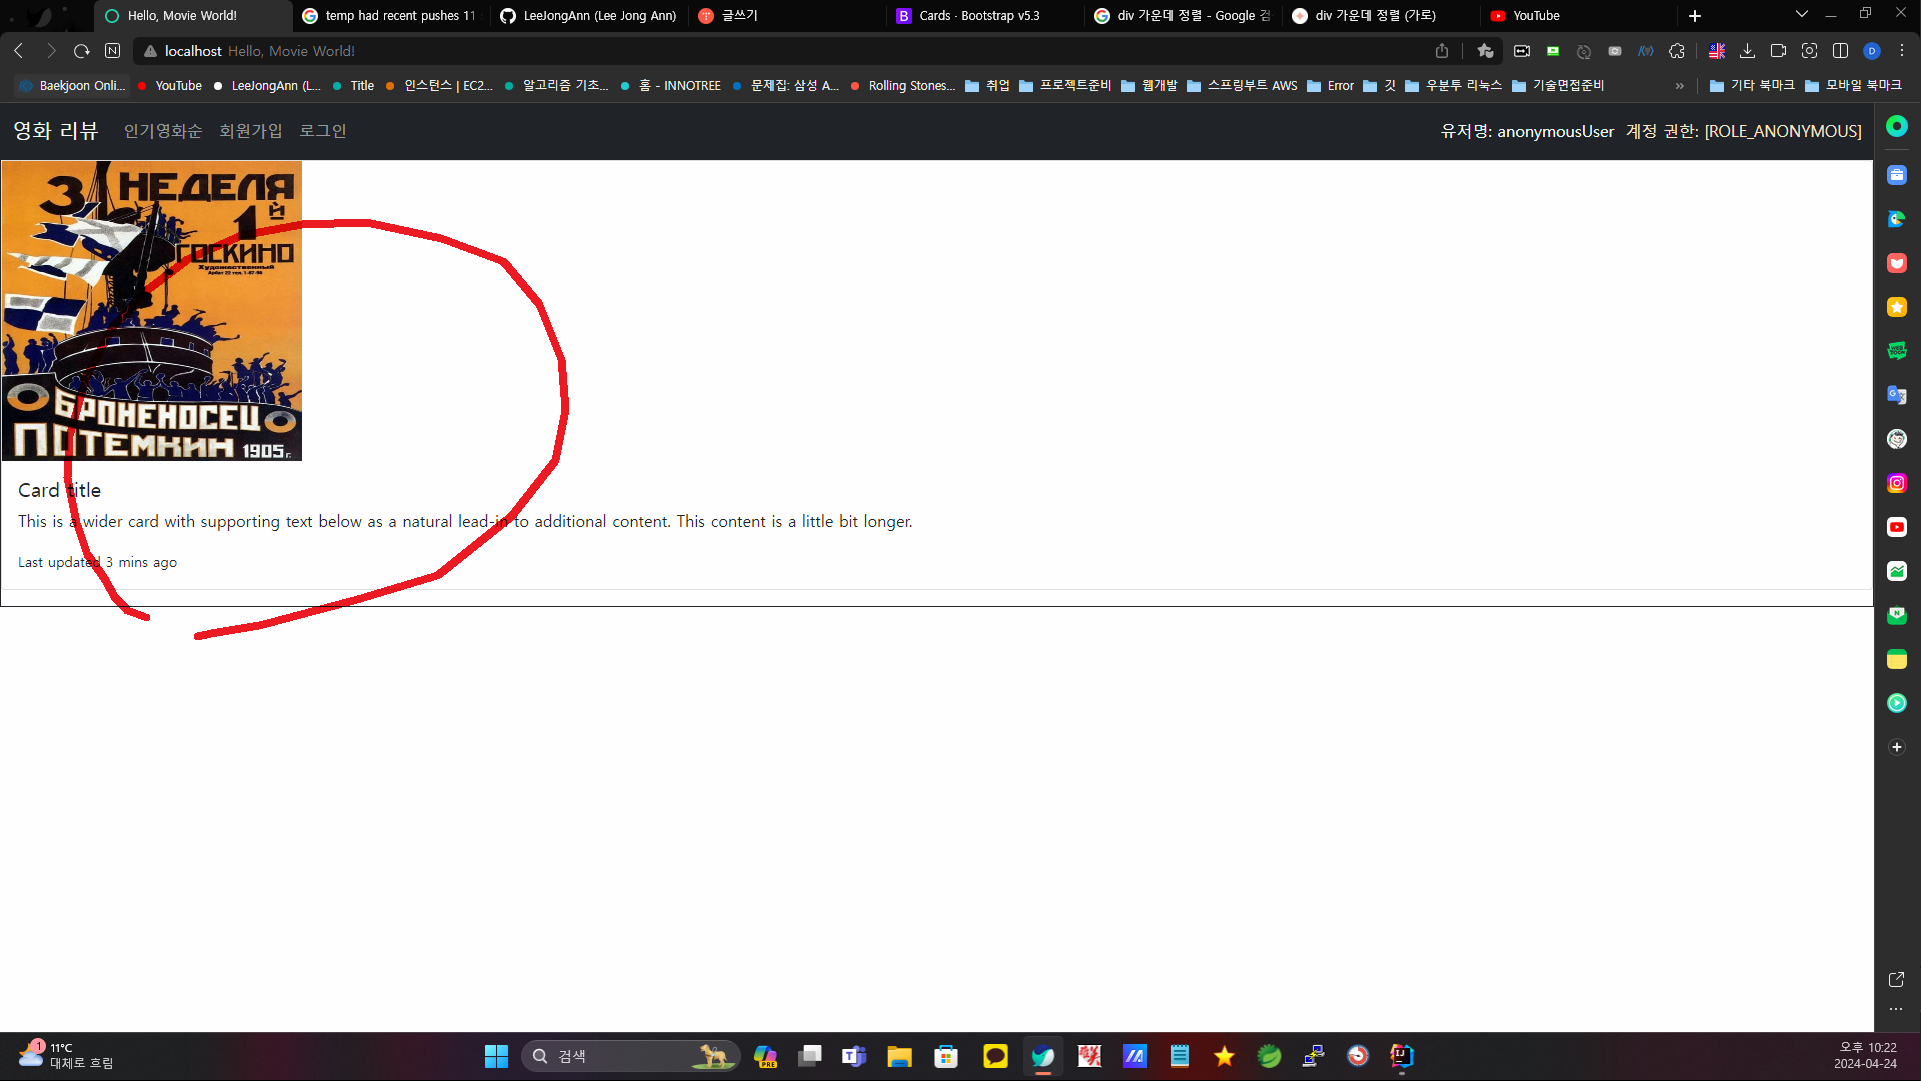 Hello, Movie World!
temp had recent pushes 11
LeeJongAnn (Lee Jong Ann)
글쓰기
Cards · Bootstrap v5.3
div 가운데 정렬 - Google 검
div 가운데 정렬 (가로)
YouTube
localhost Hello, Movie World!
Baekjoon Onli...
YouTube
LeeJongAnn (L...
Title
인스턴스 | EC2...
알고리즘 기초...
홈 - INNOTREE
문제집: 삼성 A...
Rolling Stones...
취업
프로젝트준비
웹개발
스프링부트 AWS
Error
깃
우분투 리눅스
기술면접준비
»
기타 북마크
모바일 북마크
영화 리뷰 인기영화순 회원가입 로그인
유저명: anonymousUser 계정 권한: [ROLE_ANONYMOUS]
3 НЕДЕЛЯ
1й
ГОСКИНО
Художественный
Арбат 22 тел. 1-87-96
БРОНЕНОСЕЦ
ПОТЕМКИН 1905г.
Card title
This is a wider card with supporting text below as a natural lead-in to additional content. This content is a little bit longer.
Last updated 3 mins ago
1
11°C
대체로 흐림
검색
PRE
오후 10:22
2024-04-24